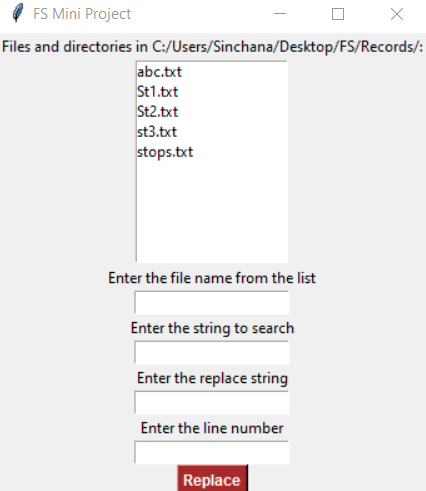 FS Mini Project
Files and directories in C:/Users/Sinchana/Desktop/FS/Records/:
abc.txt
St1.txt
St2.txt
st3.txt
stops.txt
Enter the file name from the list
Enter the string to search
Enter the replace string
Enter the line number
Replace